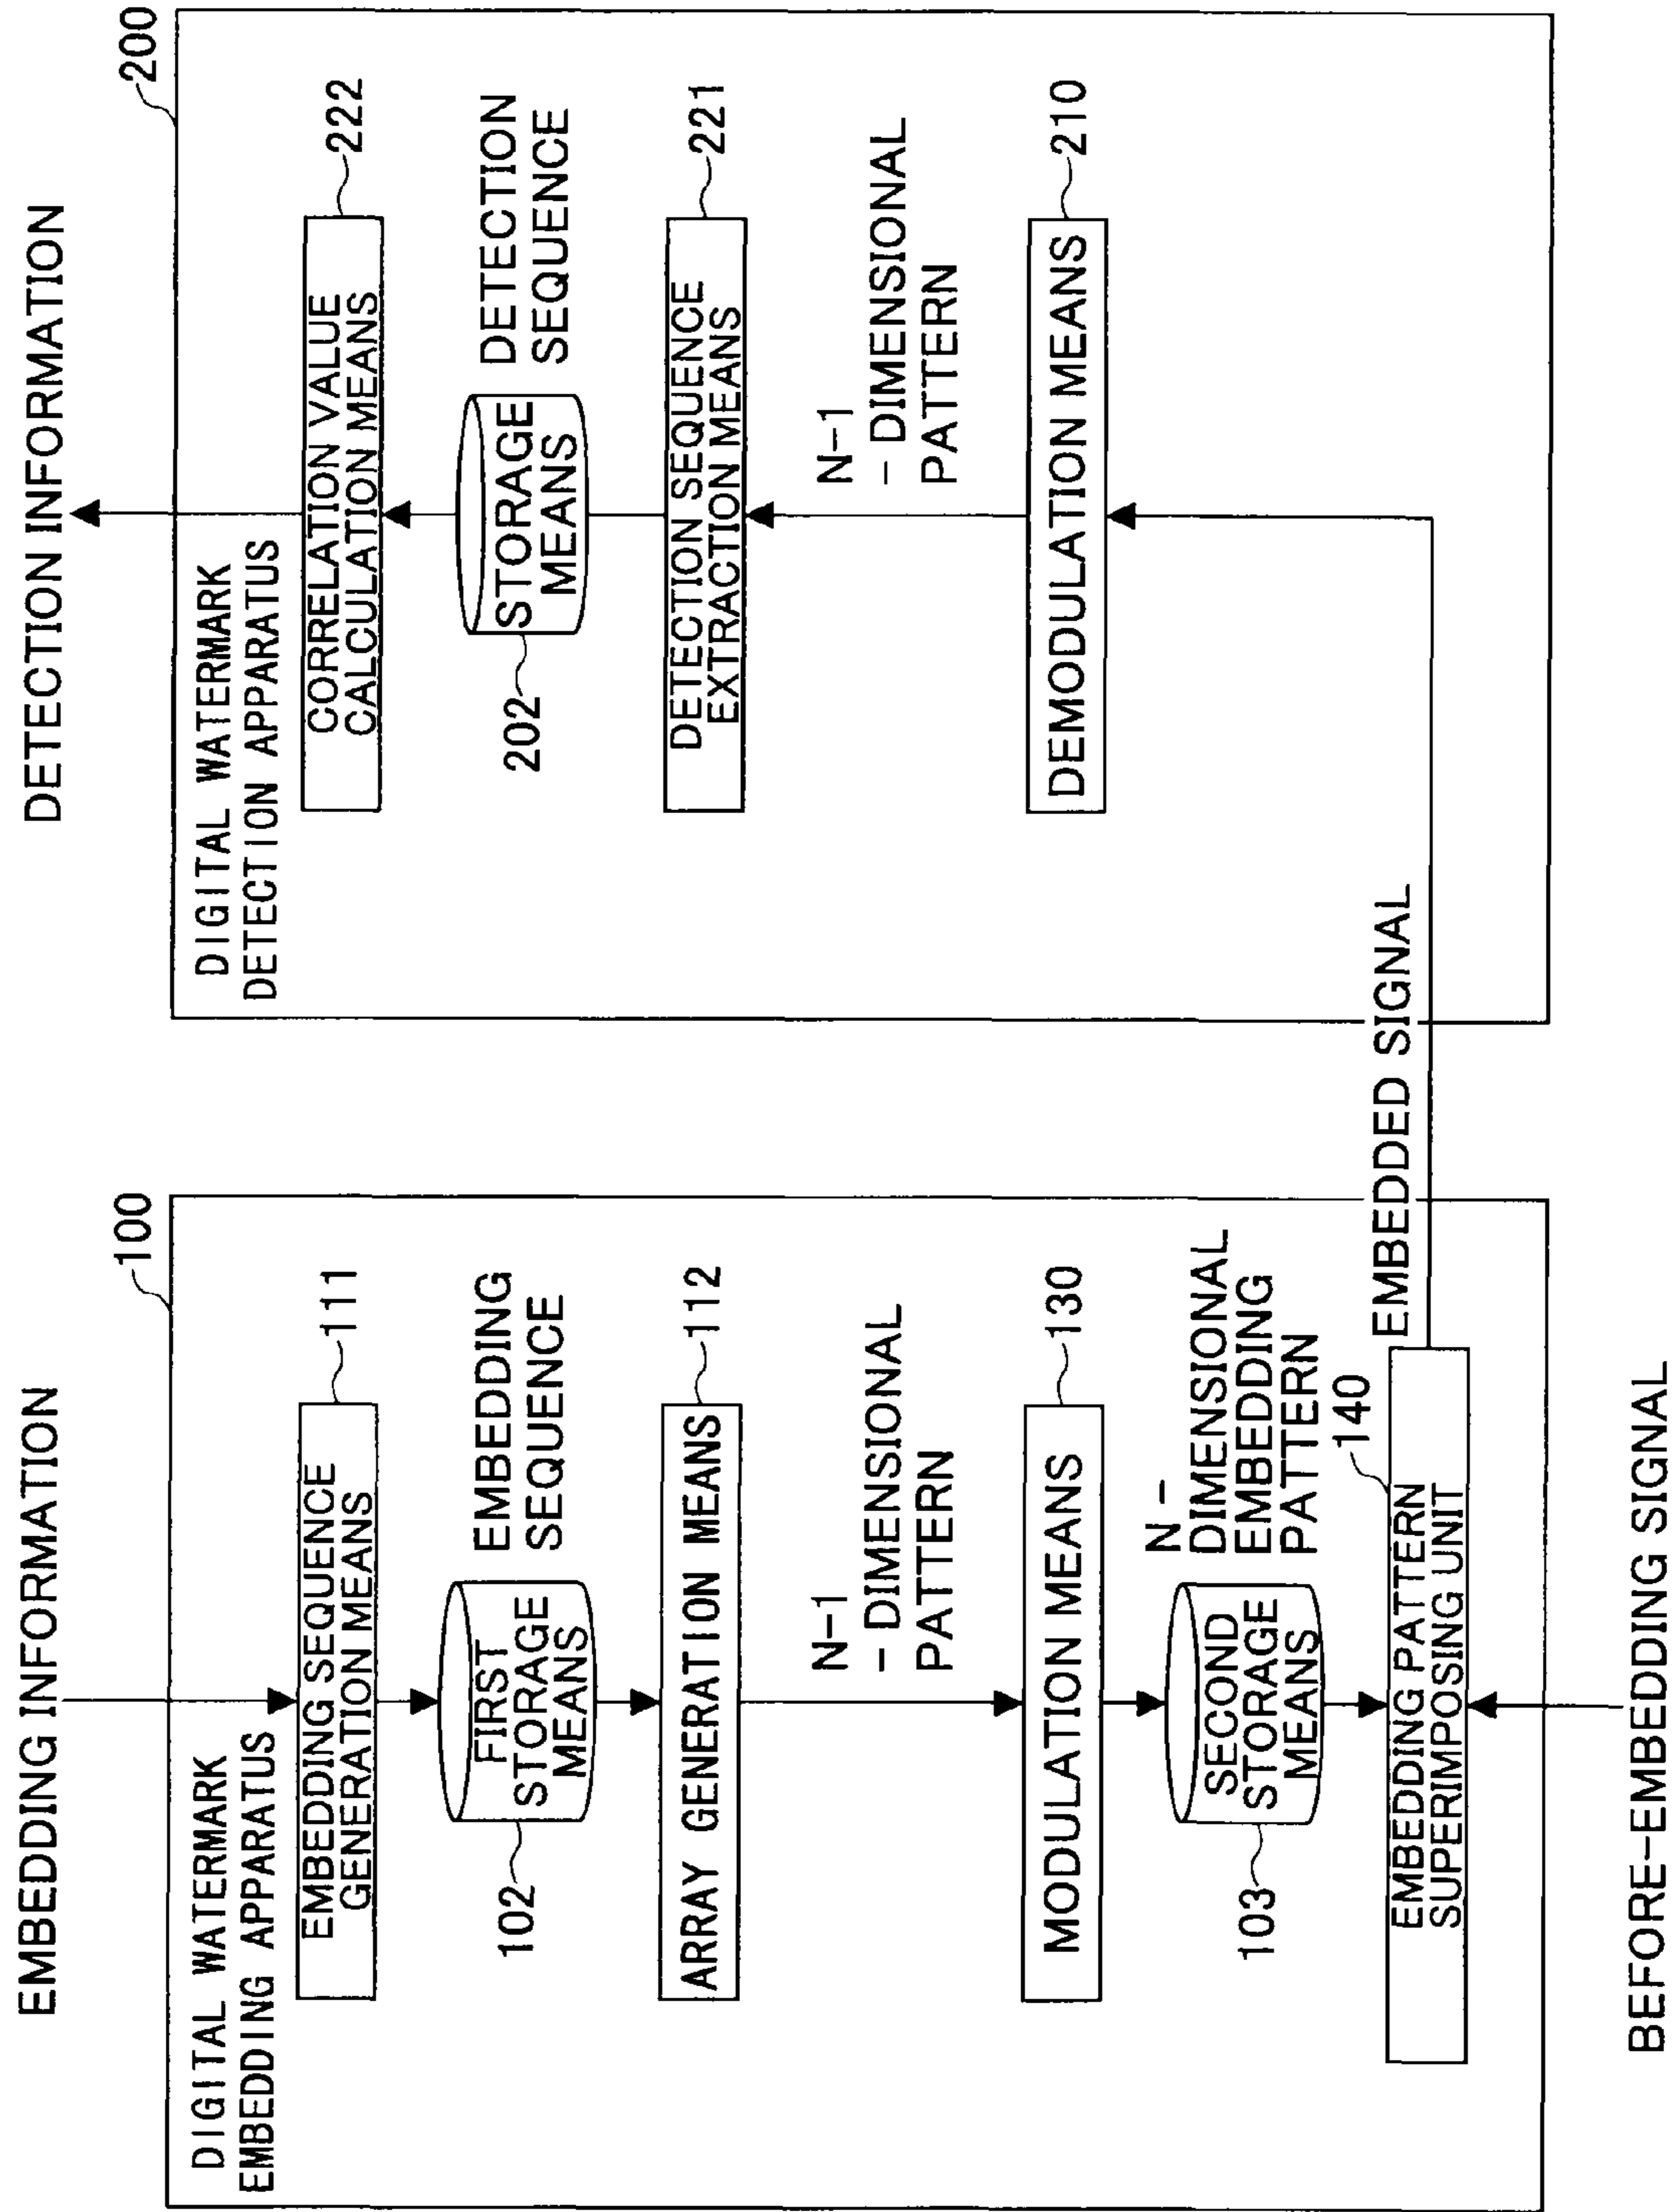 EMBEDDING INFORMATION
100
DIGITAL WATERMARK
EMBEDDING APPARATUS
EMBEDDING SEQUENCE
GENERATION MEANS
111
FIRST
STORAGE
MEANS
102
EMBEDDING
SEQUENCE
ARRAY GENERATION MEANS
112
N-1
- DIMENSIONAL
PATTERN
MODULATION MEANS
130
SECOND
STORAGE
MEANS
103
N -
DIMENSIONAL
EMBEDDING
PATTERN
140
EMBEDDING PATTERN
SUPERIMPOSING UNIT
BEFORE-EMBEDDING SIGNAL
EMBEDDED SIGNAL
DETECTION INFORMATION
200
DIGITAL WATERMARK
DETECTION APPARATUS
CORRELATION VALUE
CALCULATION MEANS
222
STORAGE
MEANS
202
DETECTION
SEQUENCE
DETECTION SEQUENCE
EXTRACTION MEANS
221
N-1
- DIMENSIONAL
PATTERN
DEMODULATION MEANS
210